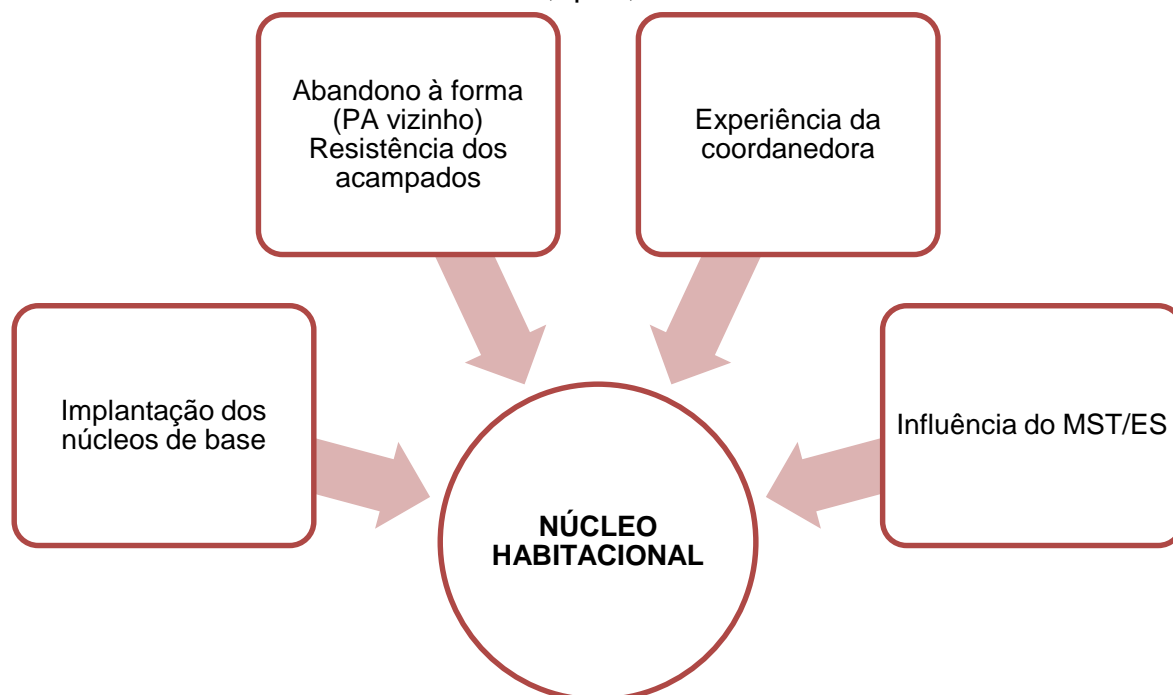 Abandono à forma
(PA vizinho)
Resistência dos
acampados
Experiência da
coordanedora
Implantação dos
núcleos de base
Influência do MST/ES
NÚCLEO
HABITACIONAL